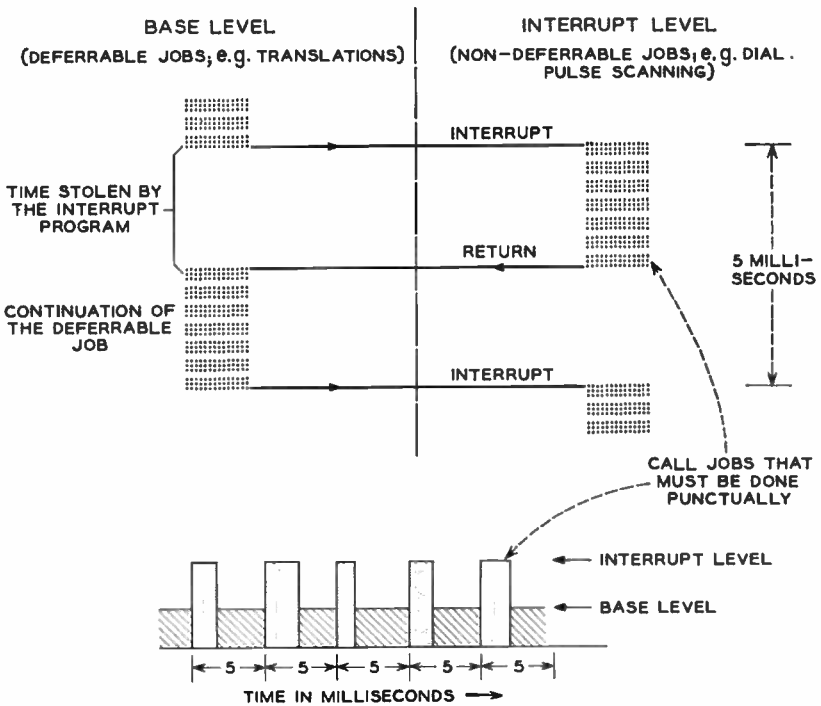 BASE LEVEL
(DEFERRABLE JOBS; e.g. TRANSLATIONS)
INTERRUPT LEVEL
(NON-DEFERRABLE JOBS, e.g. DIAL.
PULSE SCANNING)
INTERRUPT
TIME STOLEN BY
THE INTERRUPT
PROGRAM
RETURN
5 MILLI-
SECONDS
CONTINUATION OF
THE DEFERRABLE
JOB
INTERRUPT
CALL JOBS THAT
MUST BE DONE
PUNCTUALLY
INTERRUPT LEVEL
BASE LEVEL
5 5 5 5 5
TIME IN MILLISECONDS